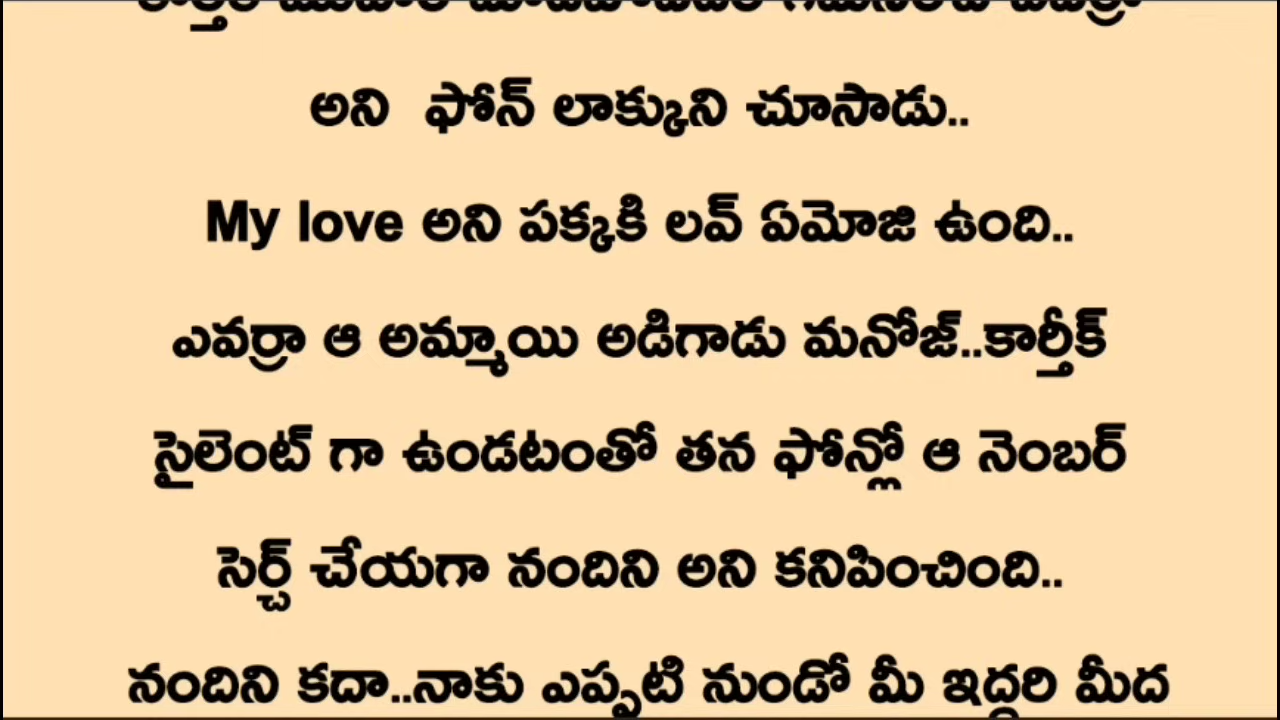 అని ఫోన్ లాక్కుని చూసాడు..
My love అని పక్కకి లవ్ ఏమోజి ఉంది..
ఎవర్రా ఆ అమ్మాయి అడిగాడు మనోజ్..కార్తీక్
సైలెంట్ గా ఉండటంతో తన ఫోన్లో ఆ నెంబర్
సెర్చ్ చేయగా నందిని అని కనిపించింది..
నందిని కదా..నాకు ఎప్పటి నుండో మీ ఇద్దరి మీద